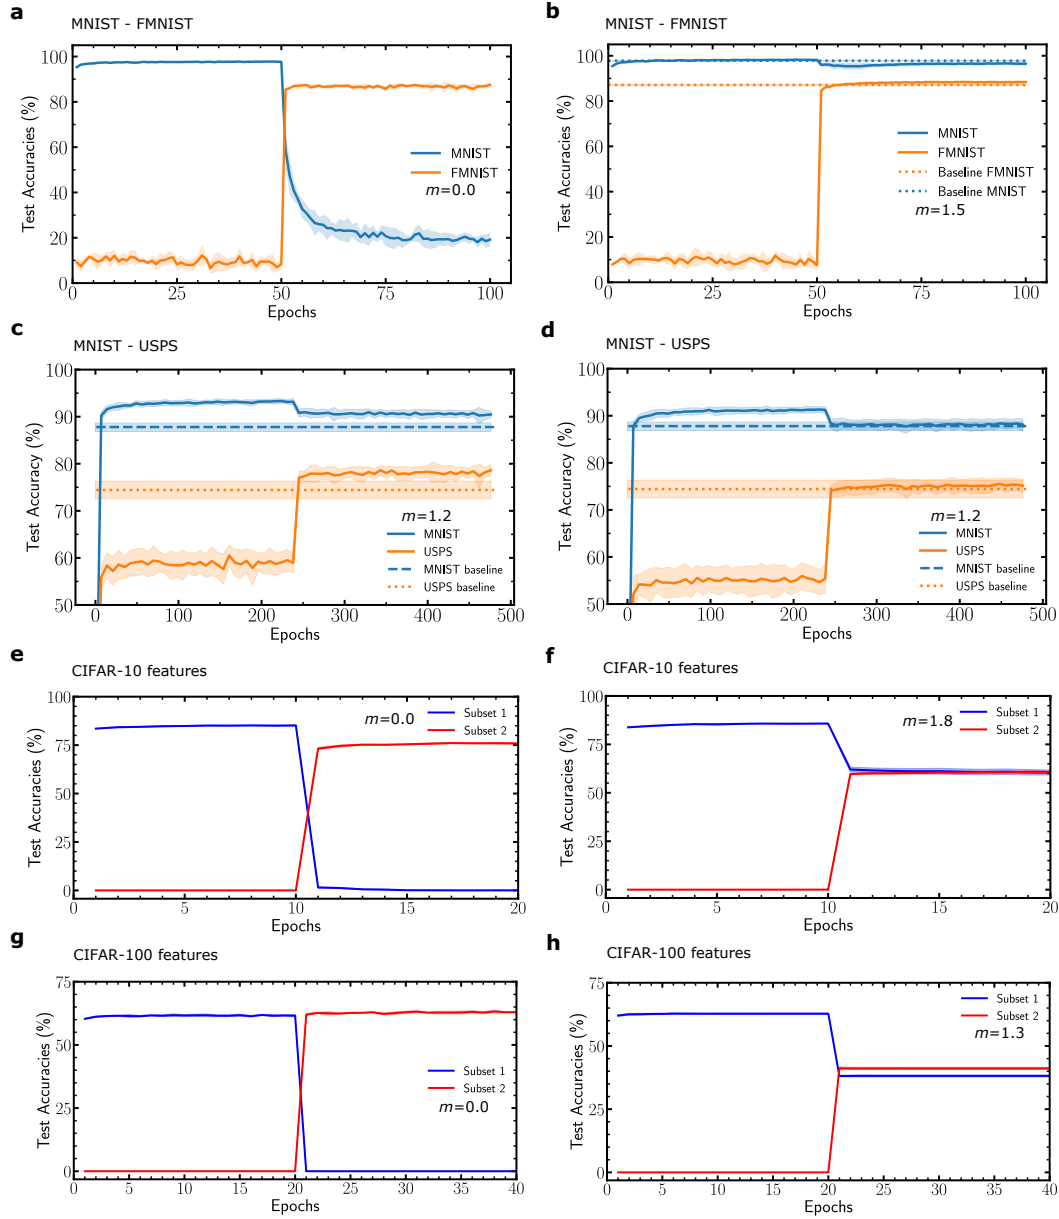 a
MNIST - FMNIST
100
80
60
40
20
0
Test Accuracies (%)
MNIST
FMNIST
m=0.0
0 25 50 75 100
Epochs
b
MNIST - FMNIST
100
80
60
40
20
0
Test Accuracies (%)
MNIST
FMNIST
Baseline FMNIST
Baseline MNIST
m=1.5
0 25 50 75 100
Epochs
c
MNIST - USPS
100
90
80
70
60
50
Test Accuracy (%)
m=1.2
MNIST
USPS
MNIST baseline
USPS baseline
0 100 200 300 400 500
Epochs
d
MNIST - USPS
100
90
80
70
60
50
Test Accuracy (%)
m=1.2
MNIST
USPS
MNIST baseline
USPS baseline
0 100 200 300 400 500
Epochs
e
CIFAR-10 features
100
75
50
25
0
Test Accuracies (%)
m=0.0
Subset 1
Subset 2
0 5 10 15 20
Epochs
f
CIFAR-10 features
100
75
50
25
0
Test Accuracies (%)
m=1.8
Subset 1
Subset 2
0 5 10 15 20
Epochs
g
CIFAR-100 features
75
50
25
0
Test Accuracies (%)
Subset 1
Subset 2
m=0.0
0 5 10 15 20 25 30 35 40
Epochs
h
CIFAR-100 features
75
50
25
0
Test Accuracies (%)
Subset 1
Subset 2
m=1.3
0 5 10 15 20 25 30 35 40
Epochs